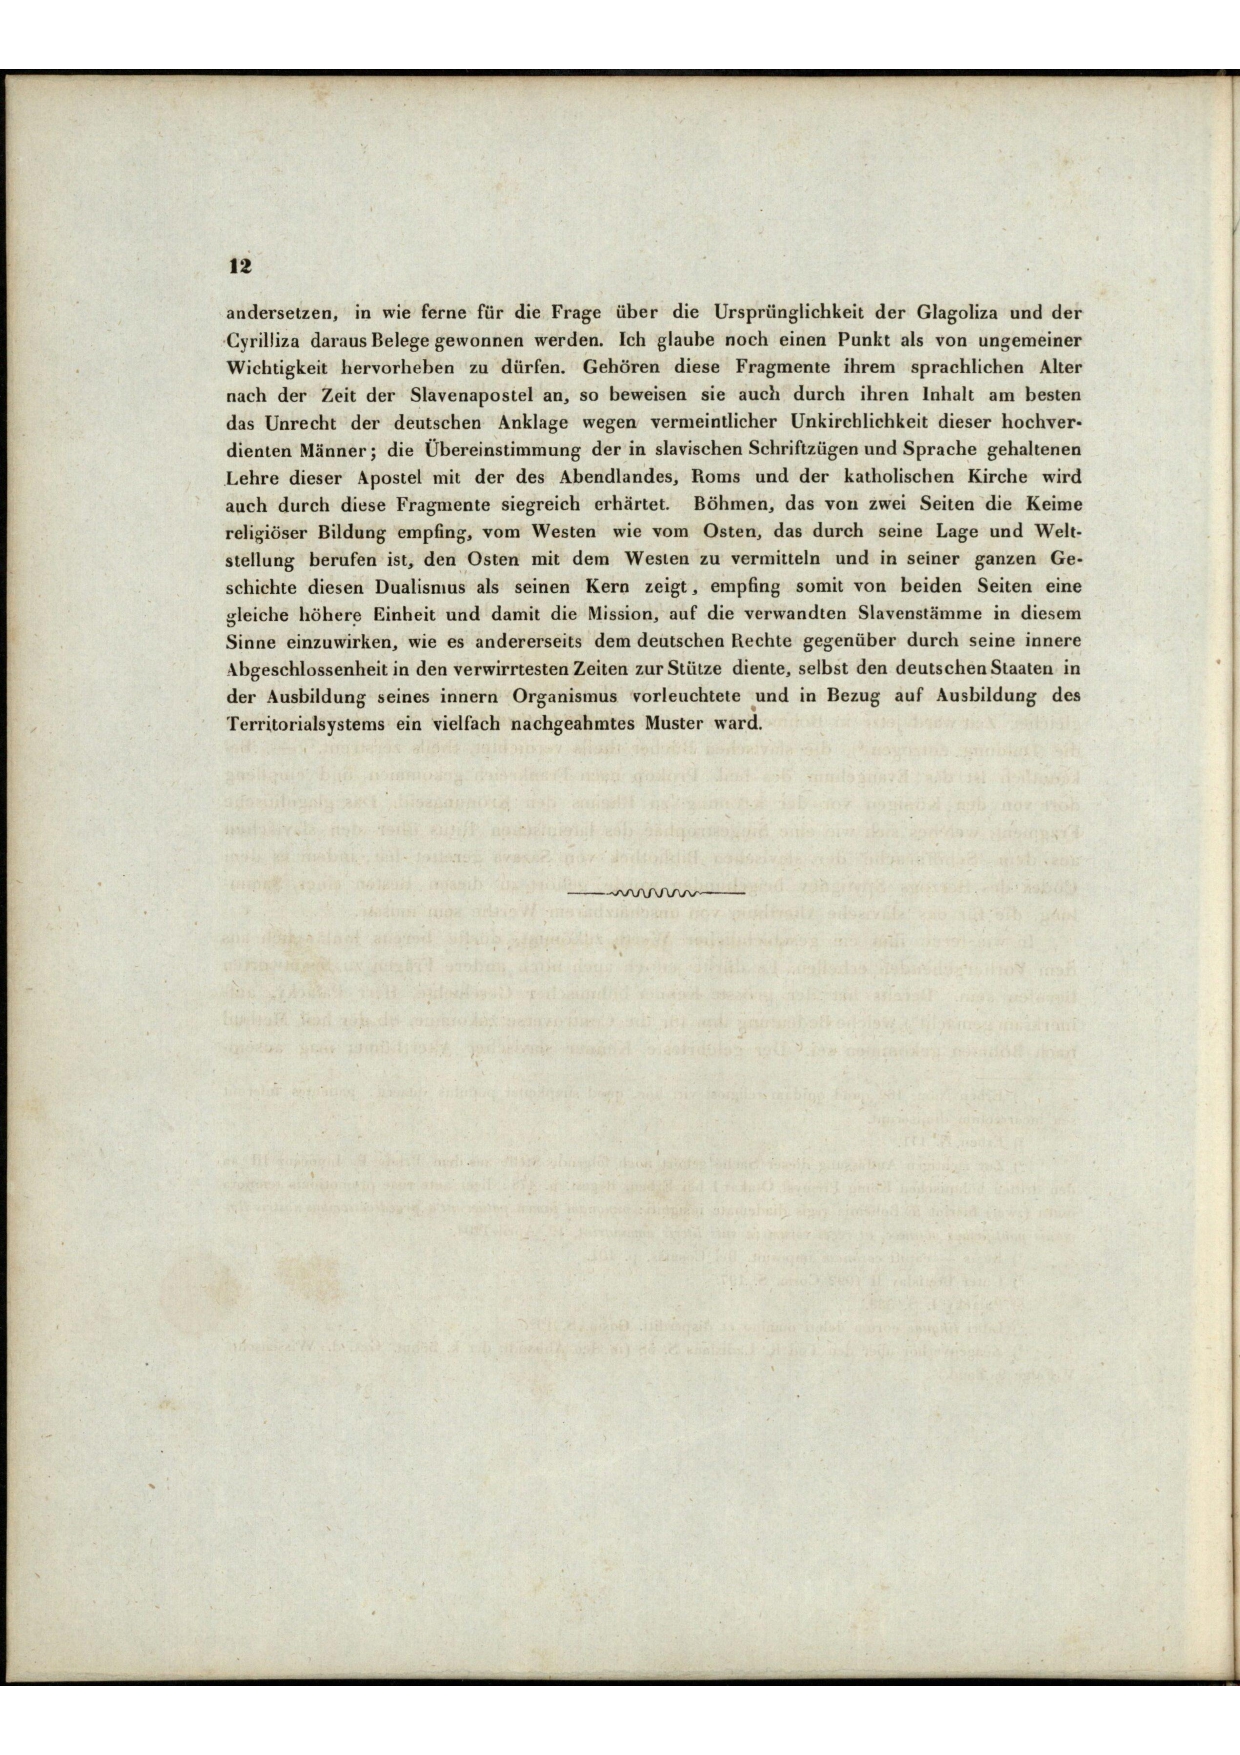 12
andersetzen, in wie ferne für die Frage über die Ursprünglichkeit der Glagoliza und der
Cyrilliza daraus Belege gewonnen werden. Ich glaube noch einen Punkt als von ungemeiner
Wichtigkeit hervorheben zu dürfen. Gehören diese Fragmente ihrem sprachlichen Alter
nach der Zeit der Slavenapostel an, so beweisen sie auch durch ihren Inhalt am besten
das Unrecht der deutschen Anklage wegen vermeintlicher Unkirchlichkeit dieser hochver-
dienten Männer; die Übereinstimmung der in slavischen Schriftzügen und Sprache gehaltenen
Lehre dieser Apostel mit der des Abendlandes, Roms und der katholischen Kirche wird
auch durch diese Fragmente siegreich erhärtet. Böhmen, das von zwei Seiten die Keime
religiöser Bildung empfing, vom Westen wie vom Osten, das durch seine Lage und Welt-
stellung berufen ist, den Osten mit dem Westen zu vermitteln und in seiner ganzen Ge-
schichte diesen Dualismus als seinen Kern zeigt, empfing somit von beiden Seiten eine
gleiche höhere Einheit und damit die Mission, auf die verwandten Slavenstämme in diesem
Sinne einzuwirken, wie es andererseits dem deutschen Rechte gegenüber durch seine innere
Abgeschlossenheit in den verwirrtesten Zeiten zur Stütze diente, selbst den deutschen Staaten in
der Ausbildung seines innern Organismus vorleuchtete und in Bezug auf Ausbildung des
Territorialsystems ein vielfach nachgeahmtes Muster ward.